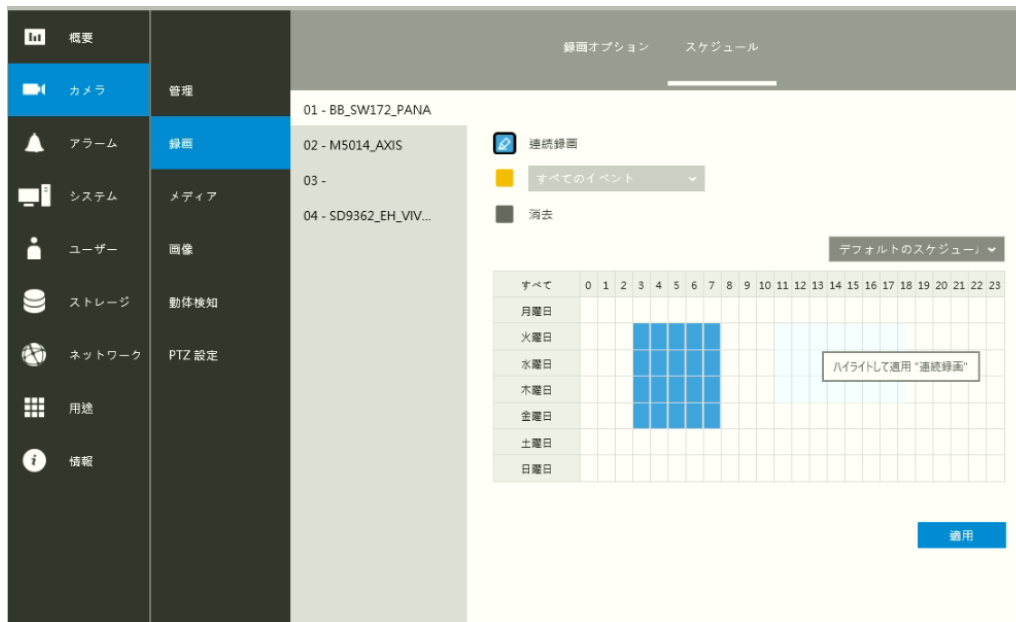 概要
カメラ
アラーム
システム
ユーザー
ストレージ
ネットワーク
用途
情報
管理
録画
メディア
画像
動体検知
PTZ 設定
録画オプション スケジュール
01 - BB_SW172_PANA
02 - M5014_AXIS
03 -
04 - SD9362_EH_VIV...
連続録画
すべてのイベント
消去
デフォルトのスケジュー
すべて 0 1 2 3 4 5 6 7 8 9 10 11 12 13 14 15 16 17 18 19 20 21 22 23
月曜日
火曜日
水曜日
ハイライトして適用 "連続録画"
木曜日
金曜日
土曜日
日曜日
適用